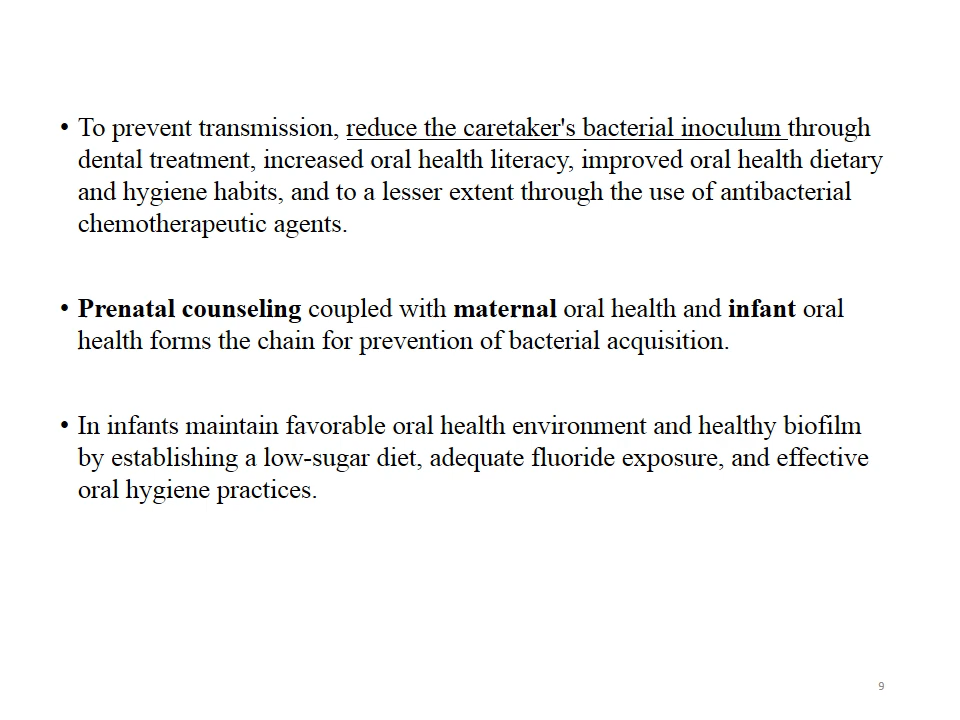 • To prevent transmission, reduce the caretaker's bacterial inoculum through
dental treatment, increased oral health literacy, improved oral health dietary
and hygiene habits, and to a lesser extent through the use of antibacterial
chemotherapeutic agents.
• Prenatal counseling coupled with maternal oral health and infant oral
health forms the chain for prevention of bacterial acquisition.
• In infants maintain favorable oral health environment and healthy biofilm
by establishing a low-sugar diet, adequate fluoride exposure, and effective
oral hygiene practices.
9